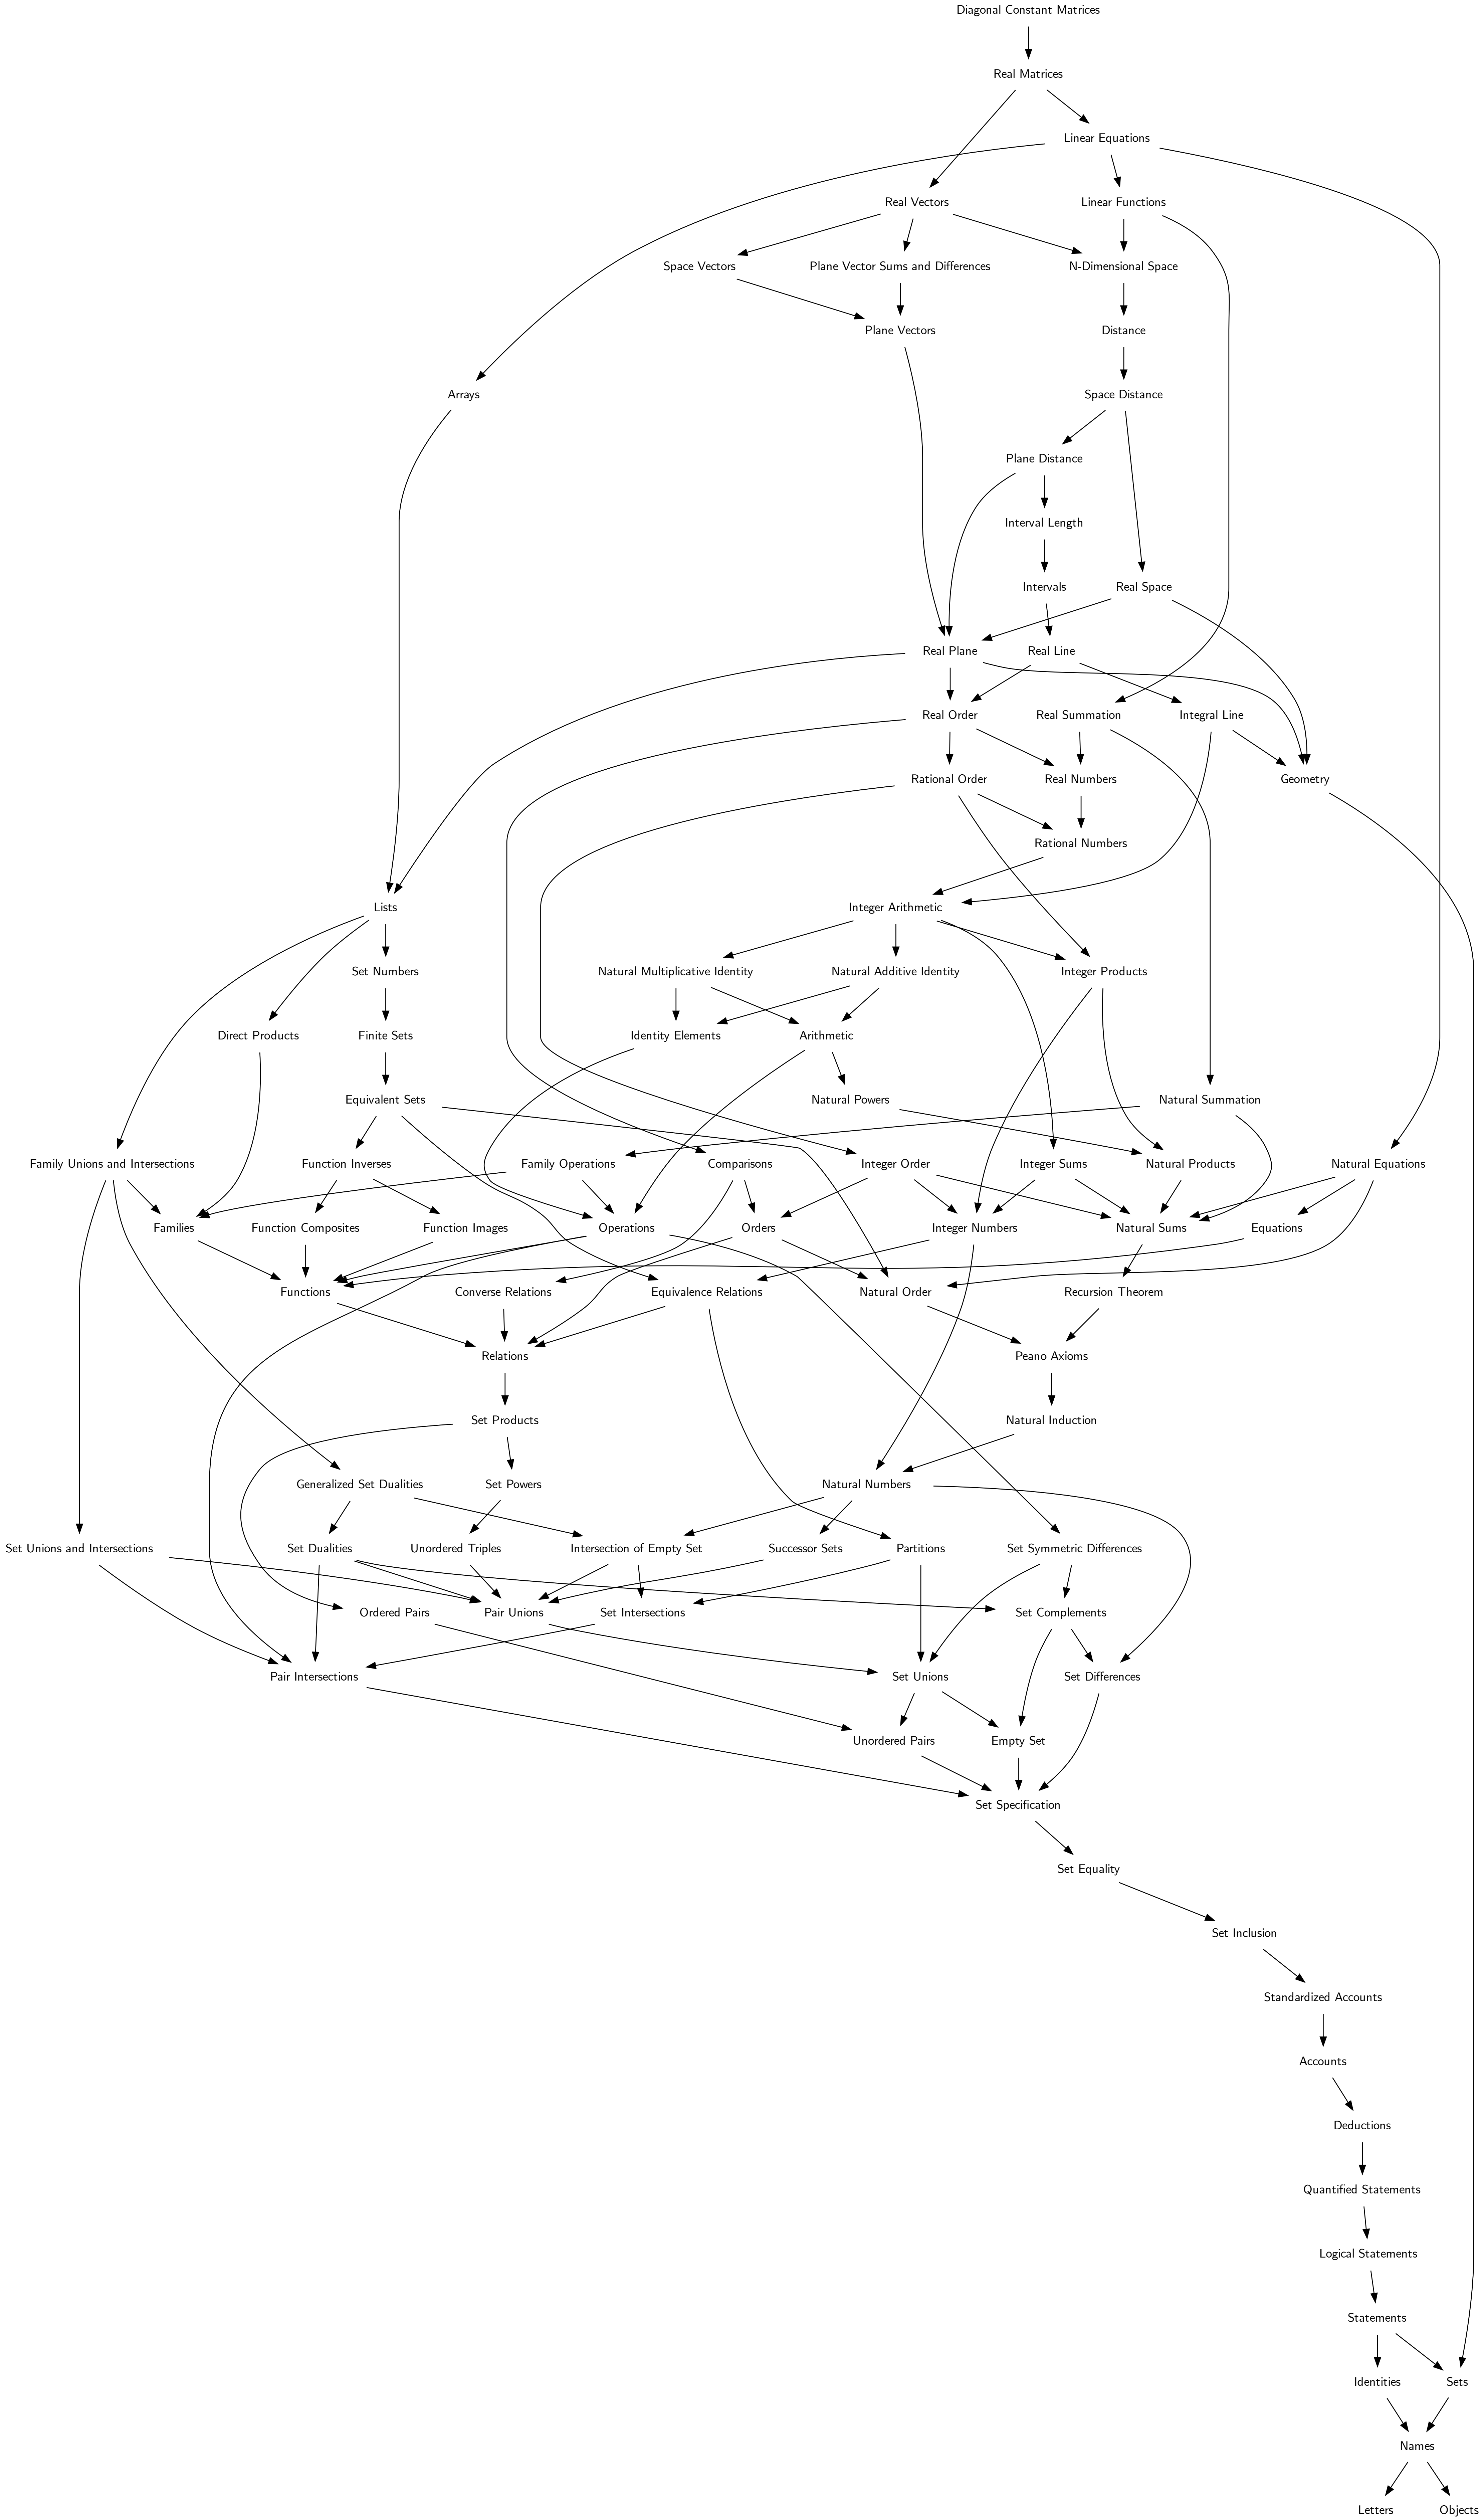 Diagonal Constant Matrices
Real Matrices
Linear Equations
Real Vectors
Linear Functions
Space Vectors
Plane Vector Sums and Differences
N-Dimensional Space
Plane Vectors
Distance
Arrays
Space Distance
Plane Distance
Interval Length
Intervals
Real Space
Real Plane
Real Line
Real Order
Real Summation
Integral Line
Rational Order
Real Numbers
Geometry
Rational Numbers
Lists
Integer Arithmetic
Set Numbers
Natural Multiplicative Identity
Natural Additive Identity
Integer Products
Direct Products
Finite Sets
Identity Elements
Arithmetic
Equivalent Sets
Natural Powers
Natural Summation
Family Unions and Intersections
Function Inverses
Family Operations
Comparisons
Integer Order
Integer Sums
Natural Products
Natural Equations
Families
Function Composites
Function Images
Operations
Orders
Integer Numbers
Natural Sums
Equations
Functions
Converse Relations
Equivalence Relations
Natural Order
Recursion Theorem
Relations
Peano Axioms
Set Products
Natural Induction
Generalized Set Dualities
Set Powers
Natural Numbers
Set Unions and Intersections
Set Dualities
Unordered Triples
Intersection of Empty Set
Successor Sets
Partitions
Set Symmetric Differences
Ordered Pairs
Pair Unions
Set Intersections
Set Complements
Pair Intersections
Set Unions
Set Differences
Unordered Pairs
Empty Set
Set Specification
Set Equality
Set Inclusion
Standardized Accounts
Accounts
Deductions
Quantified Statements
Logical Statements
Statements
Identities
Sets
Names
Letters
Objects